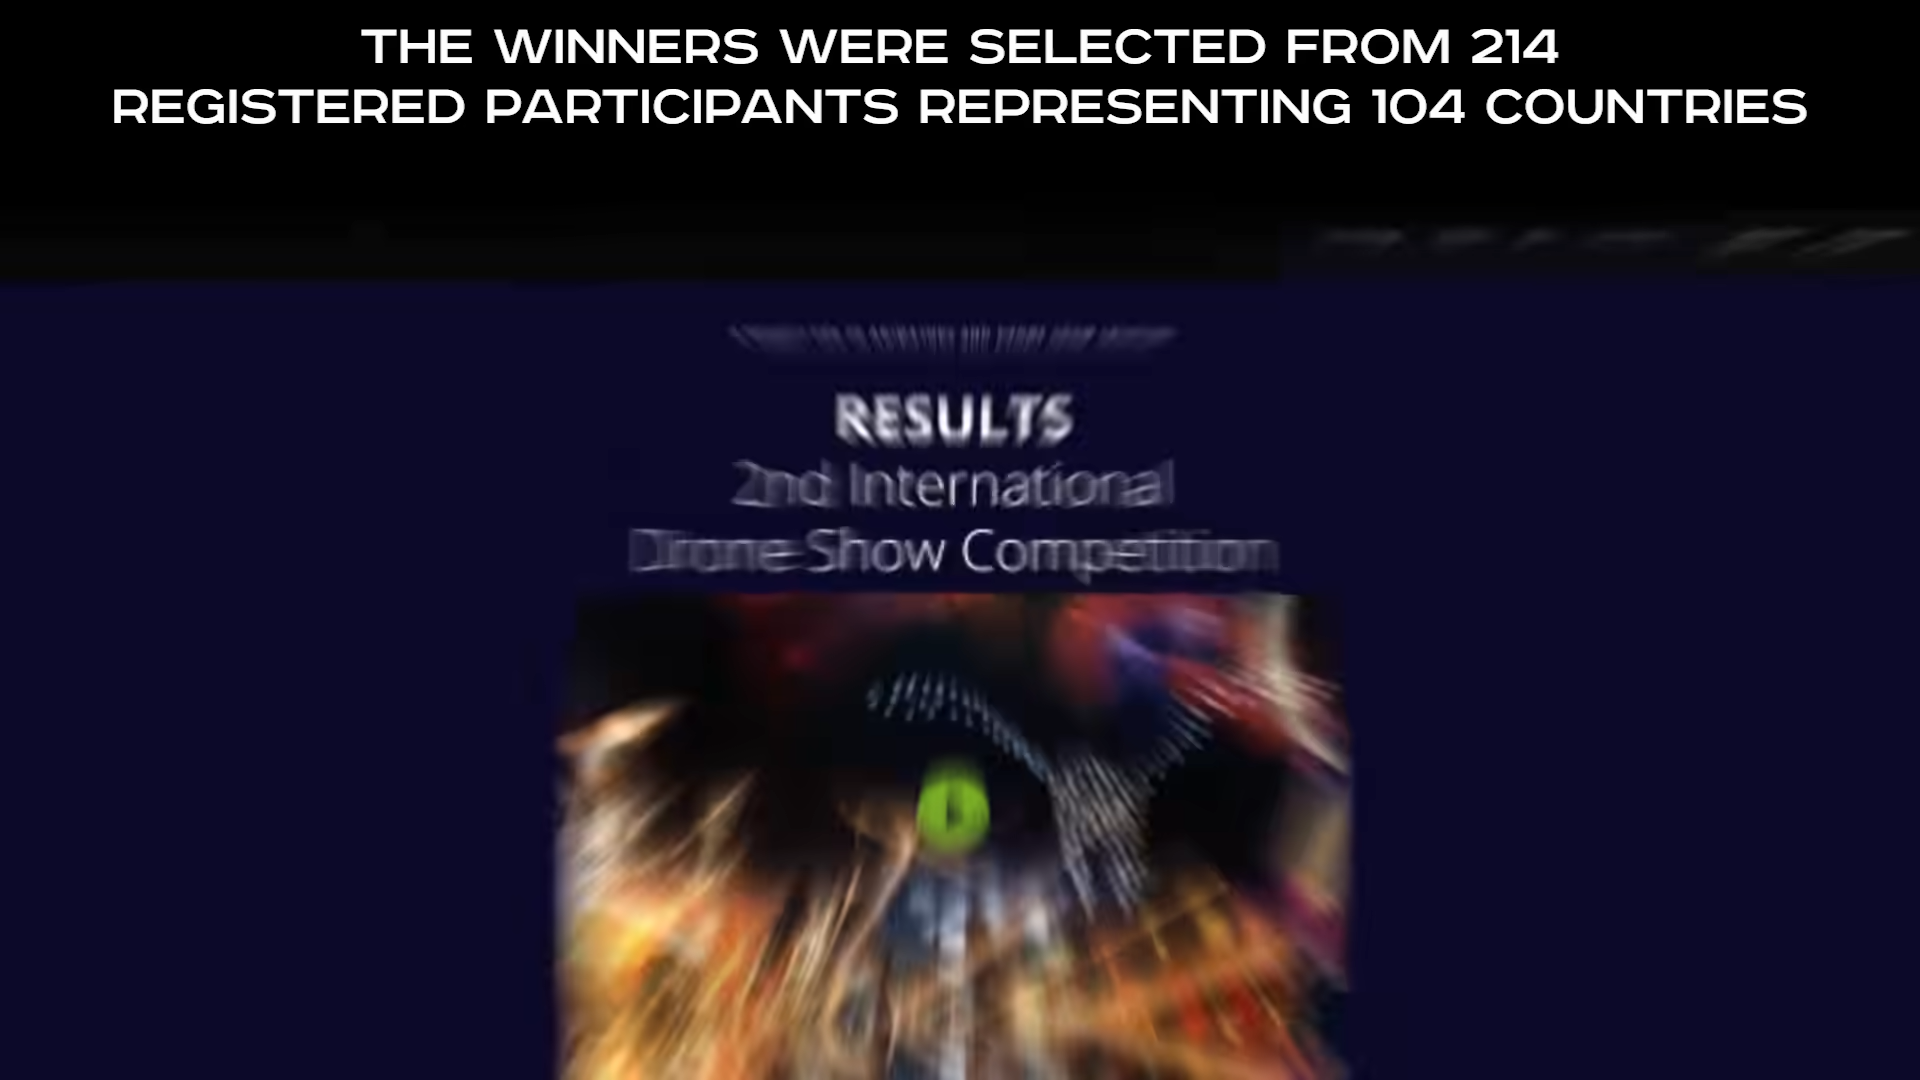 THE WINNERS WERE SELECTED FROM 214
REGISTERED PARTICIPANTS REPRESENTING 104 COUNTRIES
RESULTS
2nd International
Drone Show Competition